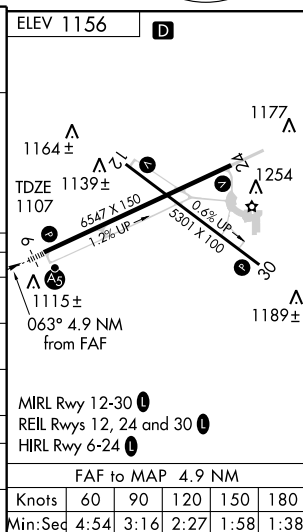 ELEV 1156 D
1177
1164 ±
12
24
V
1139 ±
V
1254
TDZE
1107
6547 X 150
1.2% UP
0.6% UP
5301 X 100
P
6
P
30
A5
1115 ±
1189 ±
063° 4.9 NM
from FAF
MIRL Rwy 12-30 L
REIL Rwys 12, 24 and 30 L
HIRL Rwy 6-24 L
FAF to MAP 4.9 NM
Knots 60 90 120 150 180
Min:Sec 4:54 3:16 2:27 1:58 1:38